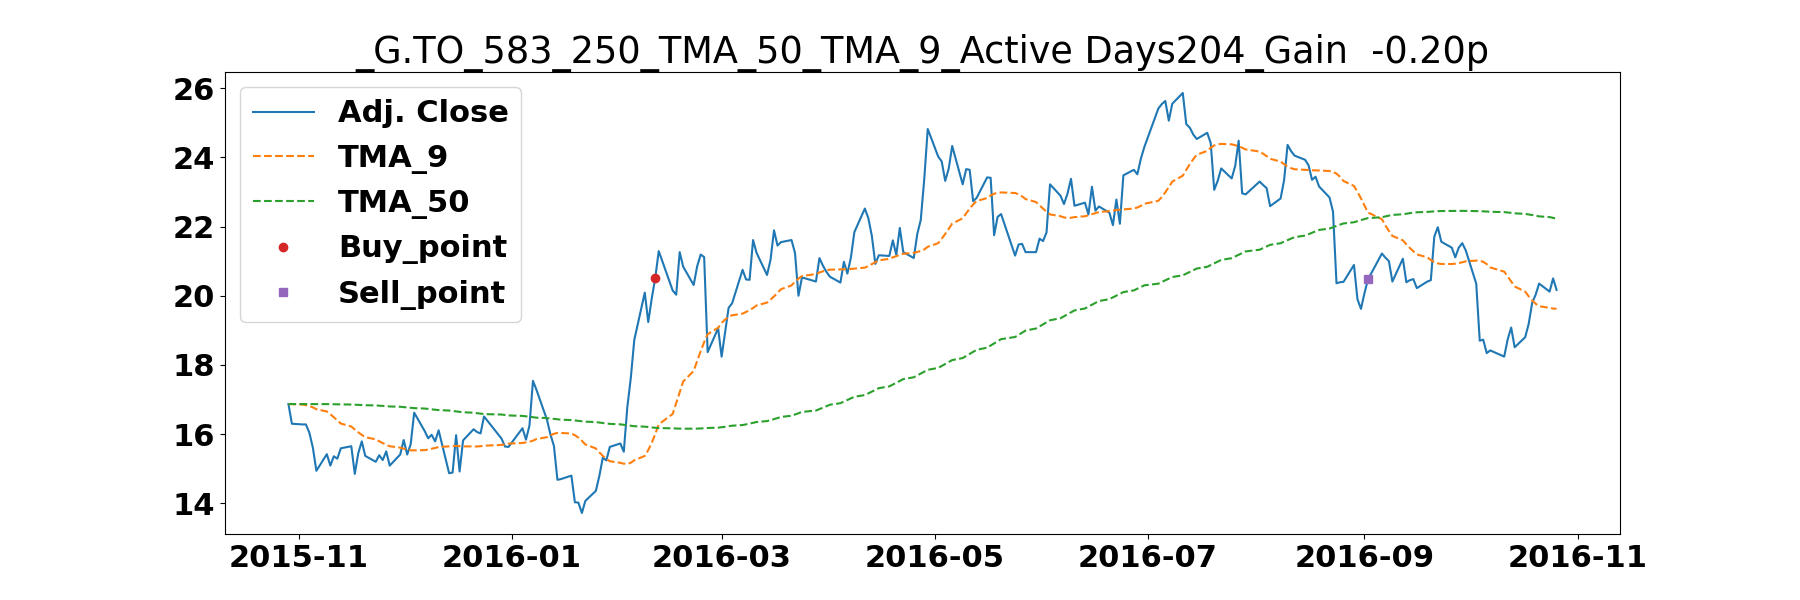 _G.TO_583_250_TMA_50_TMA_9_Active Days204_Gain  -0.20p
26
24
22
20
18
16
14
Adj. Close
TMA_9
TMA_50
Buy_point
Sell_point
2015-11 2016-01 2016-03 2016-05 2016-07 2016-09 2016-11